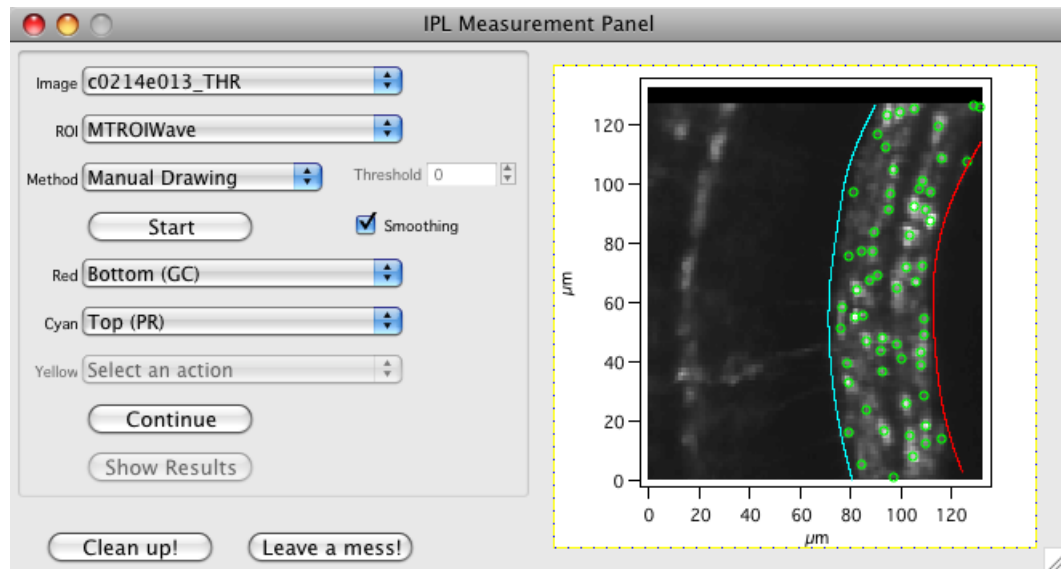 IPL Measurement Panel
Image c0214e013_THR
ROI MTROIWave
Method Manual Drawing Threshold 0
Start Smoothing
Red Bottom (GC)
Cyan Top (PR)
Yellow Select an action
Continue
Show Results
Clean up! Leave a mess!
120
100
80
60
40
20
0
µm
0 20 40 60 80 100 120
µm